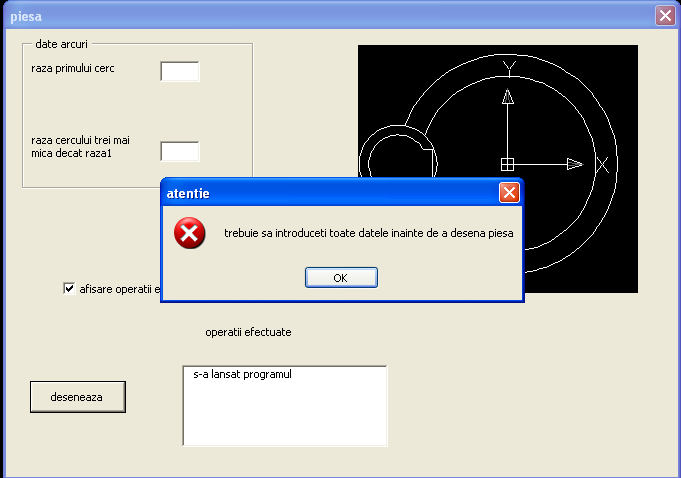 piesa
date arcuri
raza primului cerc
raza cercului trei mai
mica decat raza1
Y
X
atentie
trebuie sa introduceti toate datele inainte de a desena piesa
OK
afisare operatii
operatii efectuate
s-a lansat programul
deseneaza